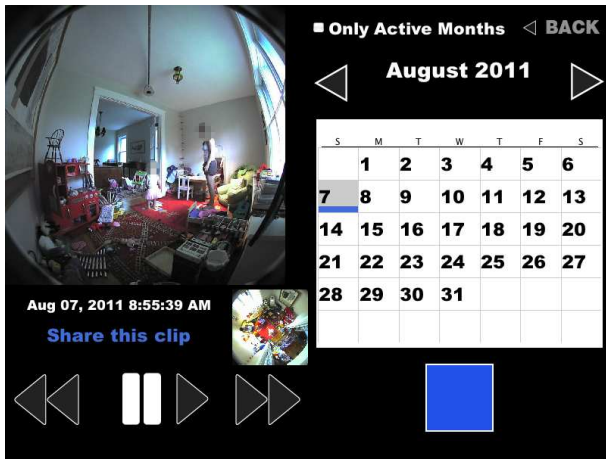 Only Active Months
BACK
August 2011
S M T W T F S
1 2 3 4 5 6
7 8 9 10 11 12 13
14 15 16 17 18 19 20
21 22 23 24 25 26 27
28 29 30 31
Aug 07, 2011 8:55:39 AM
Share this clip